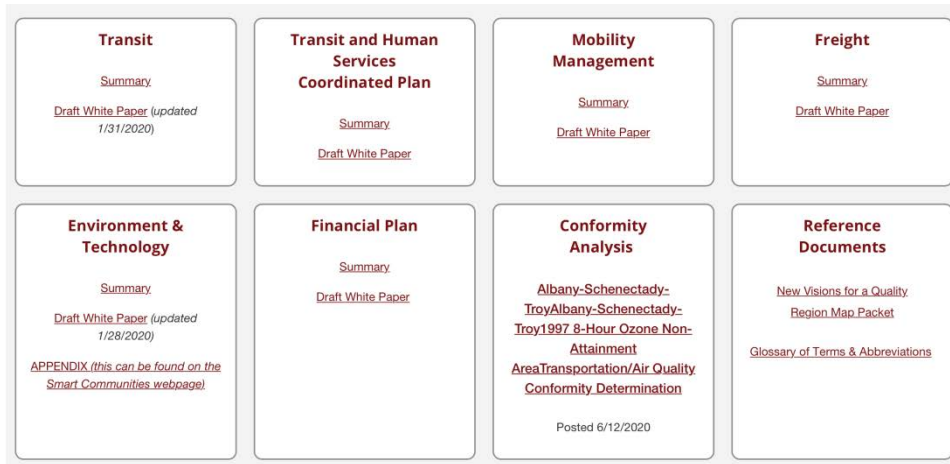 Transit
Summary
Draft White Paper (updated
1/31/2020)
Transit and Human
Services
Coordinated Plan
Summary
Draft White Paper
Mobility
Management
Summary
Draft White Paper
Freight
Summary
Draft White Paper
Environment &
Technology
Summary
Draft White Paper (updated
1/28/2020)
APPENDIX (this can be found on the
Smart Communities webpage)
Financial Plan
Summary
Draft White Paper
Conformity
Analysis
Albany-Schenectady-
TroyAlbany-Schenectady-
Troy1997 8-Hour Ozone Non-
Attainment
AreaTransportation/Air Quality
Conformity Determination
Posted 6/12/2020
Reference
Documents
New Visions for a Quality
Region Map Packet
Glossary of Terms & Abbreviations